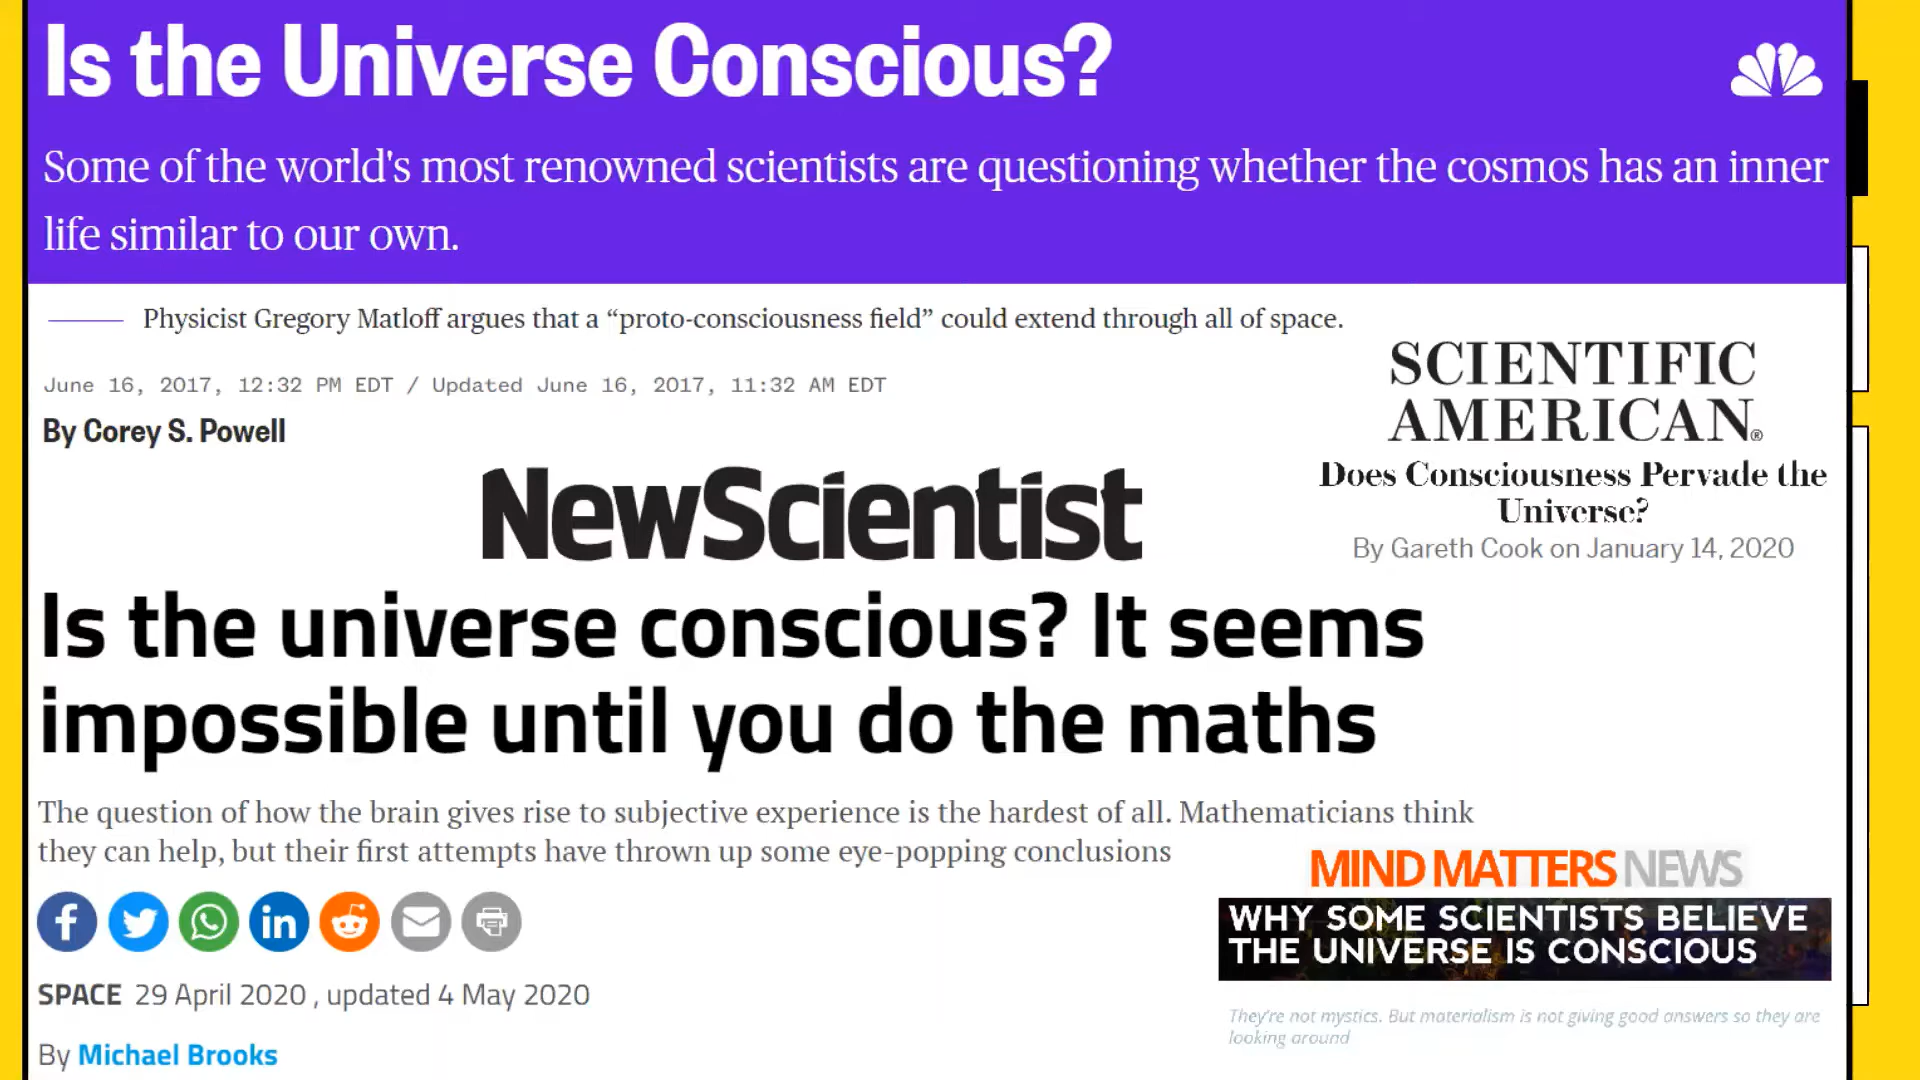 Is the Universe Conscious?
Some of the world's most renowned scientists are questioning whether the cosmos has an inner
life similar to our own.
Physicist Gregory Matloff argues that a “proto-consciousness field” could extend through all of space.
June 16, 2017, 12:32 PM EDT / Updated June 16, 2017, 11:32 AM EDT
By Corey S. Powell
SCIENTIFIC
AMERICAN®
Does Consciousness Pervade the
Universe?
By Gareth Cook on January 14, 2020
NewScientist
Is the universe conscious? It seems
impossible until you do the maths
The question of how the brain gives rise to subjective experience is the hardest of all. Mathematicians think
they can help, but their first attempts have thrown up some eye-popping conclusions
f in
SPACE 29 April 2020 , updated 4 May 2020
By Michael Brooks
MIND MATTERS NEWS
WHY SOME SCIENTISTS BELIEVE
THE UNIVERSE IS CONSCIOUS
They're not mystics. But materialism is not giving good answers so they are
looking around